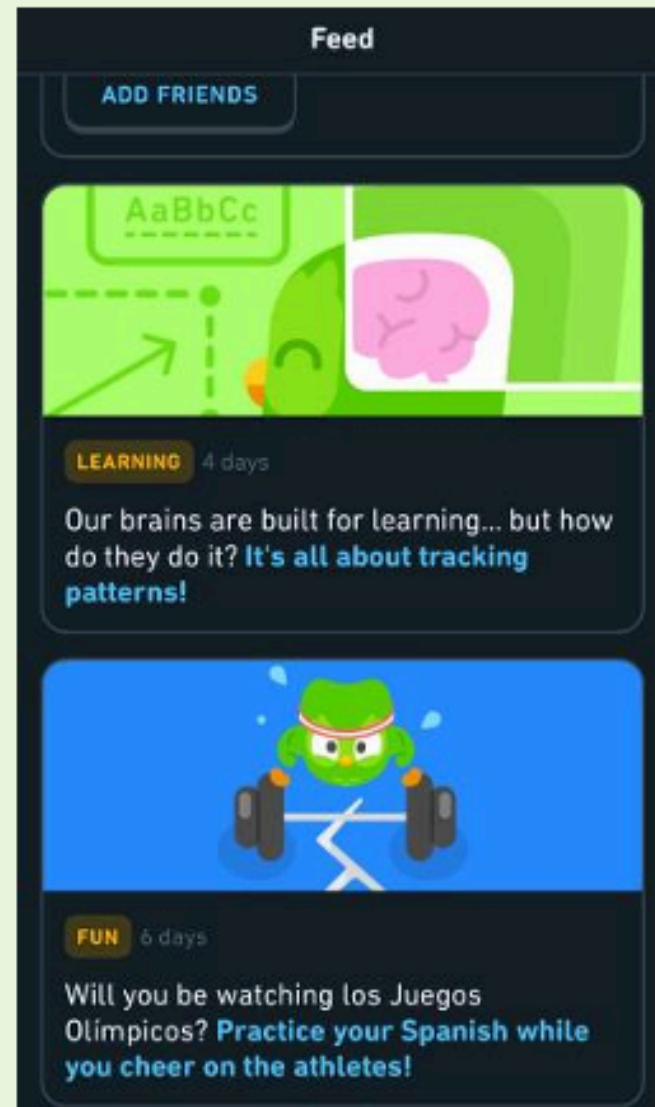 Feed
ADD FRIENDS
AaBbCc
LEARNING 4 days
Our brains are built for learning... but how
do they do it? It's all about tracking
patterns!
FUN 6 days
Will you be watching los Juegos
Olímpicos? Practice your Spanish while
you cheer on the athletes!